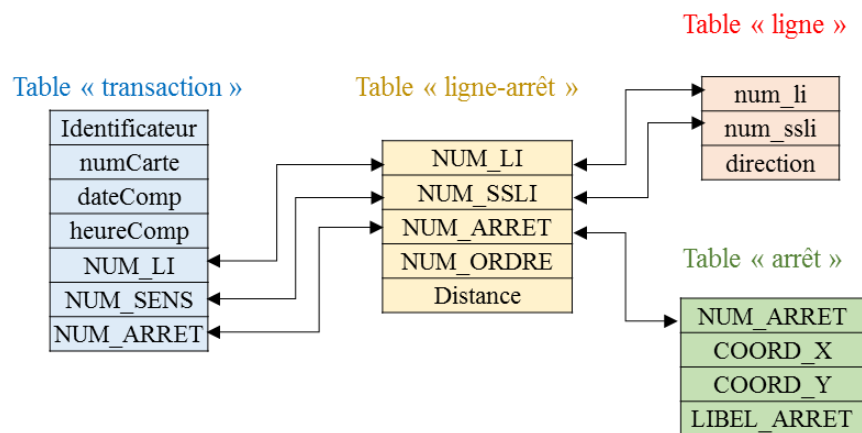 Table « transaction »
Identificateur
numCarte
dateComp
heureComp
NUM_LI
NUM_SENS
NUM_ARRET
Table « ligne-arrêt »
NUM_LI
NUM_SSLI
NUM_ARRET
NUM_ORDRE
Distance
Table « ligne »
num_li
num_ssli
direction
Table « arrêt »
NUM_ARRET
COORD_X
COORD_Y
LIBEL_ARRET